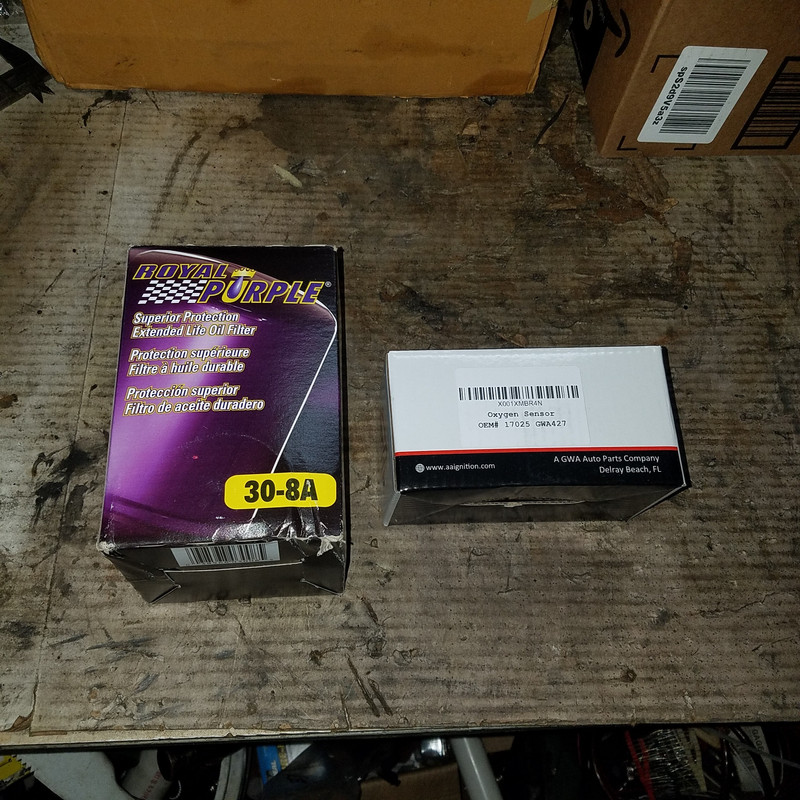 spS2d9V5a3z
ROYAL
PURPLE®
Superior Protection
Extended Life Oil Filter
Protection supérieure
Filtre à huile durable
Protección superior
Filtro de aceite duradero
30-8A
X001XMBR4N
Oxygen Sensor
OEM# 17025 GWA427
www.aaignition.com
A GWA Auto Parts Company
Delray Beach, FL